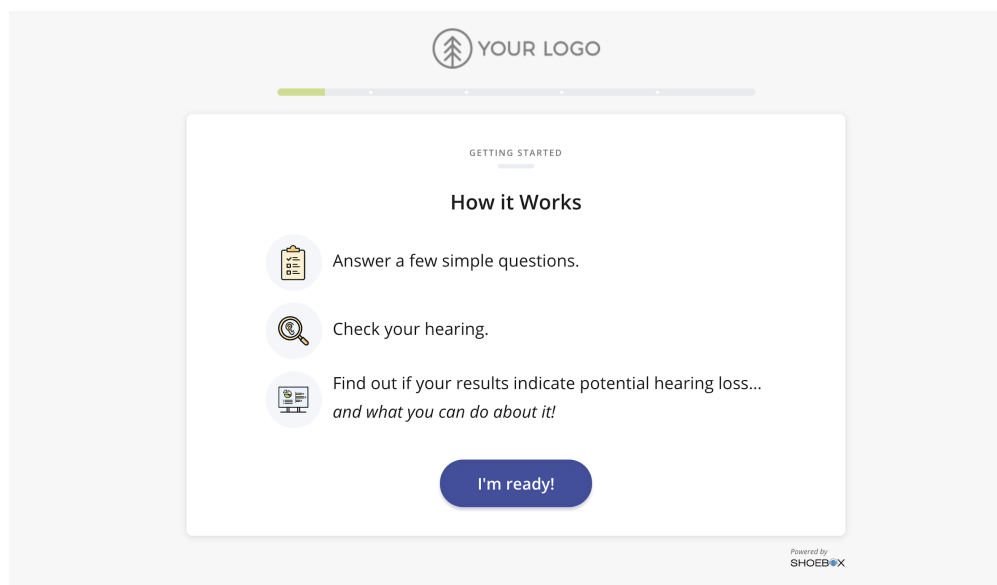 YOUR LOGO
GETTING STARTED
How it Works
Answer a few simple questions.
Check your hearing.
Find out if your results indicate potential hearing loss...
and what you can do about it!
I'm ready!
Powered by
SHOEBOX